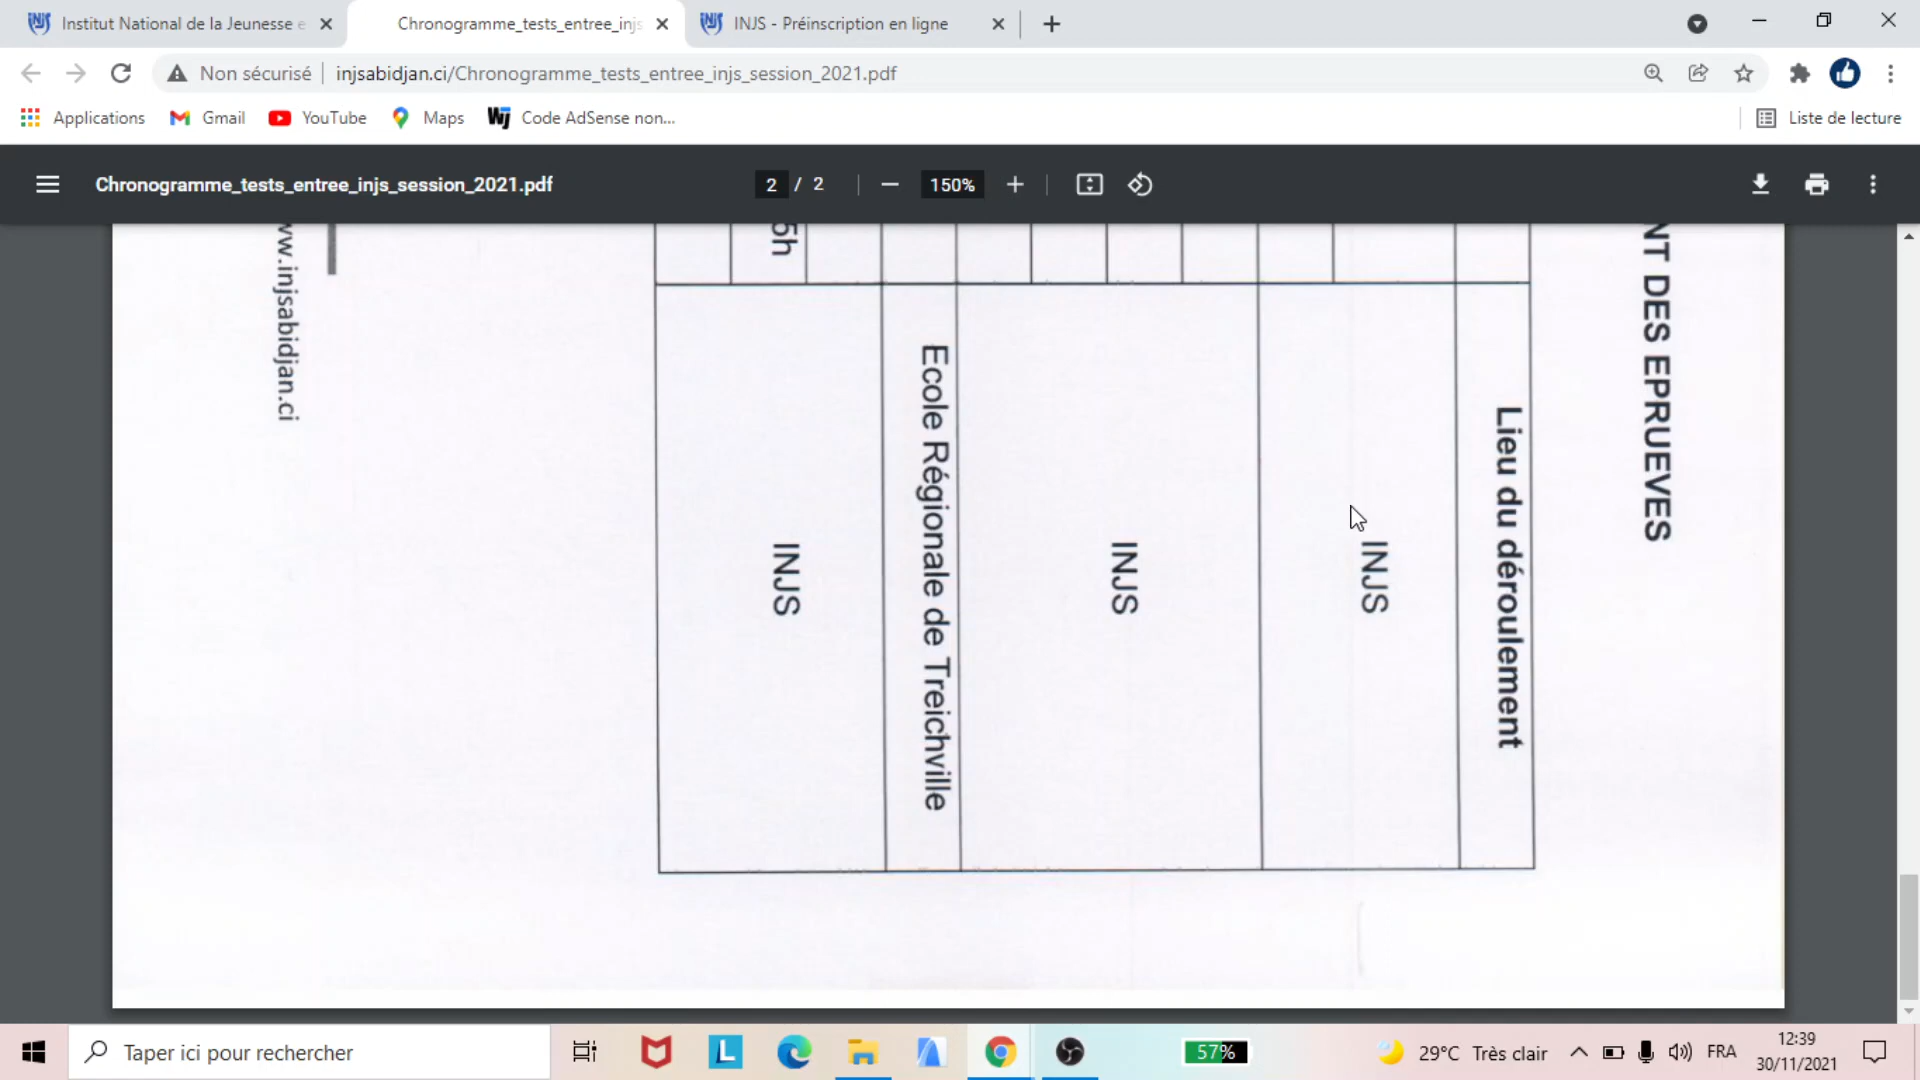 Institut National de la Jeunesse e
Chronogramme_tests_entree_injs
INJS - Préinscription en ligne
Non sécurisé
injsabidjan.ci/Chronogramme_tests_entree_injs_session_2021.pdf
Applications
Gmail
YouTube
Maps
Code AdSense non...
Liste de lecture
Chronogramme_tests_entree_injs_session_2021.pdf
2 / 2
150%
NT DES EPRUEVES
Lieu du déroulement
INJS
INJS
Ecole Régionale de Treichville
INJS
5h
ww.injsabidjan.ci
Taper ici pour rechercher
57%
29°C Très clair
FRA
12:39
30/11/2021